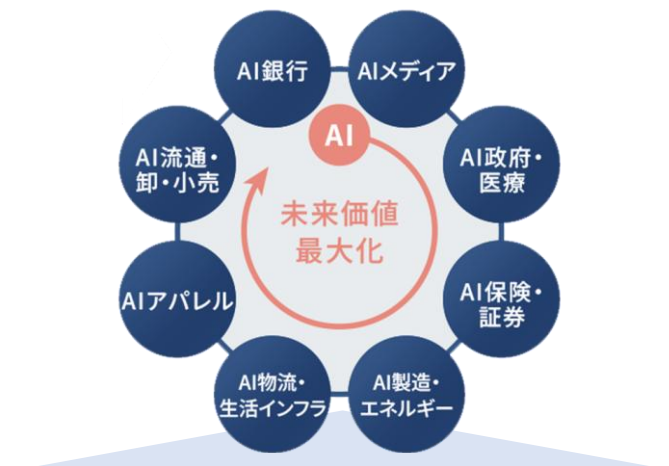 AI銀行
AIメディア
AI
AI流通・
卸・小売
AI政府・
医療
未来価値
最大化
AIアパレル
AI保険・
証券
AI物流・
生活インフラ
AI製造・
エネルギー